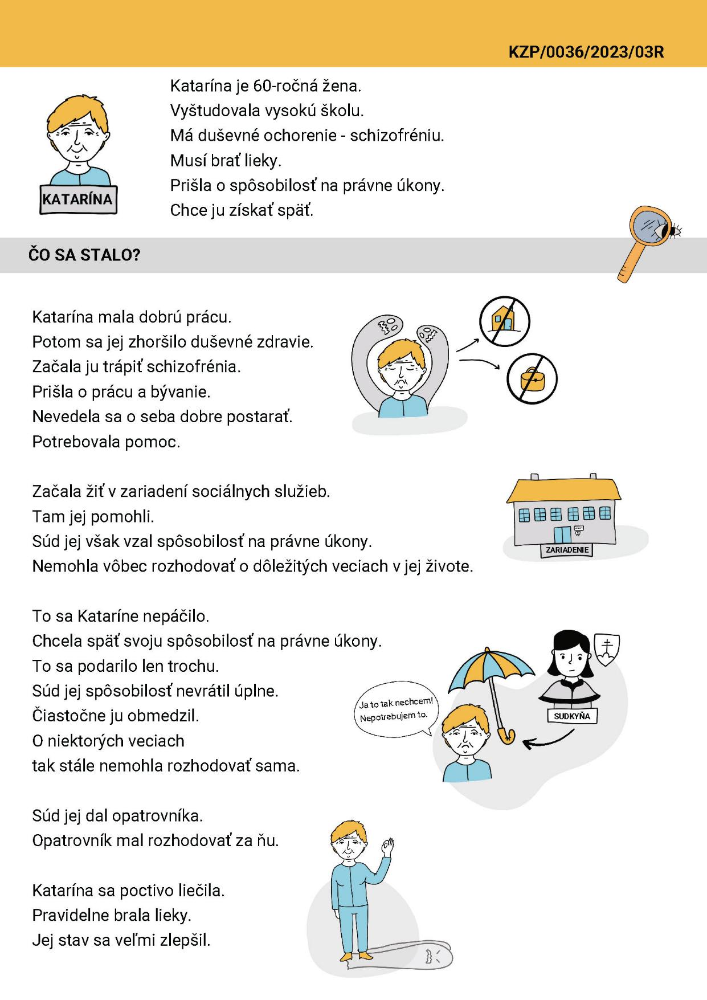 KZP/0036/2023/03R
Katarína je 60-ročná žena.
Vyštudovala vysokú školu.
Má duševné ochorenie - schizofréniu.
Musí brať lieky.
Prišla o spôsobilosť na právne úkony.
Chce ju získať späť.
KATARÍNA
ČO SA STALO?
Katarína mala dobrú prácu.
Potom sa jej zhoršilo duševné zdravie.
Začala ju trápiť schizofrénia.
Prišla o prácu a bývanie.
Nevedela sa o seba dobre postarať.
Potrebovala pomoc.
Začala žiť v zariadení sociálnych služieb.
Tam jej pomohli.
Súd jej však vzal spôsobilosť na právne úkony.
Nemohla vôbec rozhodovať o dôležitých veciach v jej živote.
ZARIADENIE
To sa Kataríne nepáčilo.
Chcela späť svoju spôsobilosť na právne úkony.
To sa podarilo len trochu.
Súd jej spôsobilosť nevrátil úplne.
Čiastočne ju obmedzil.
O niektorých veciach
tak stále nemohla rozhodovať sama.
Ja to tak nechcem!
Nepotrebujem to.
SUDKYŇA
Súd jej dal opatrovníka.
Opatrovník mal rozhodovať za ňu.
Katarína sa poctivo liečila.
Pravidelne brala lieky.
Jej stav sa veľmi zlepšil.